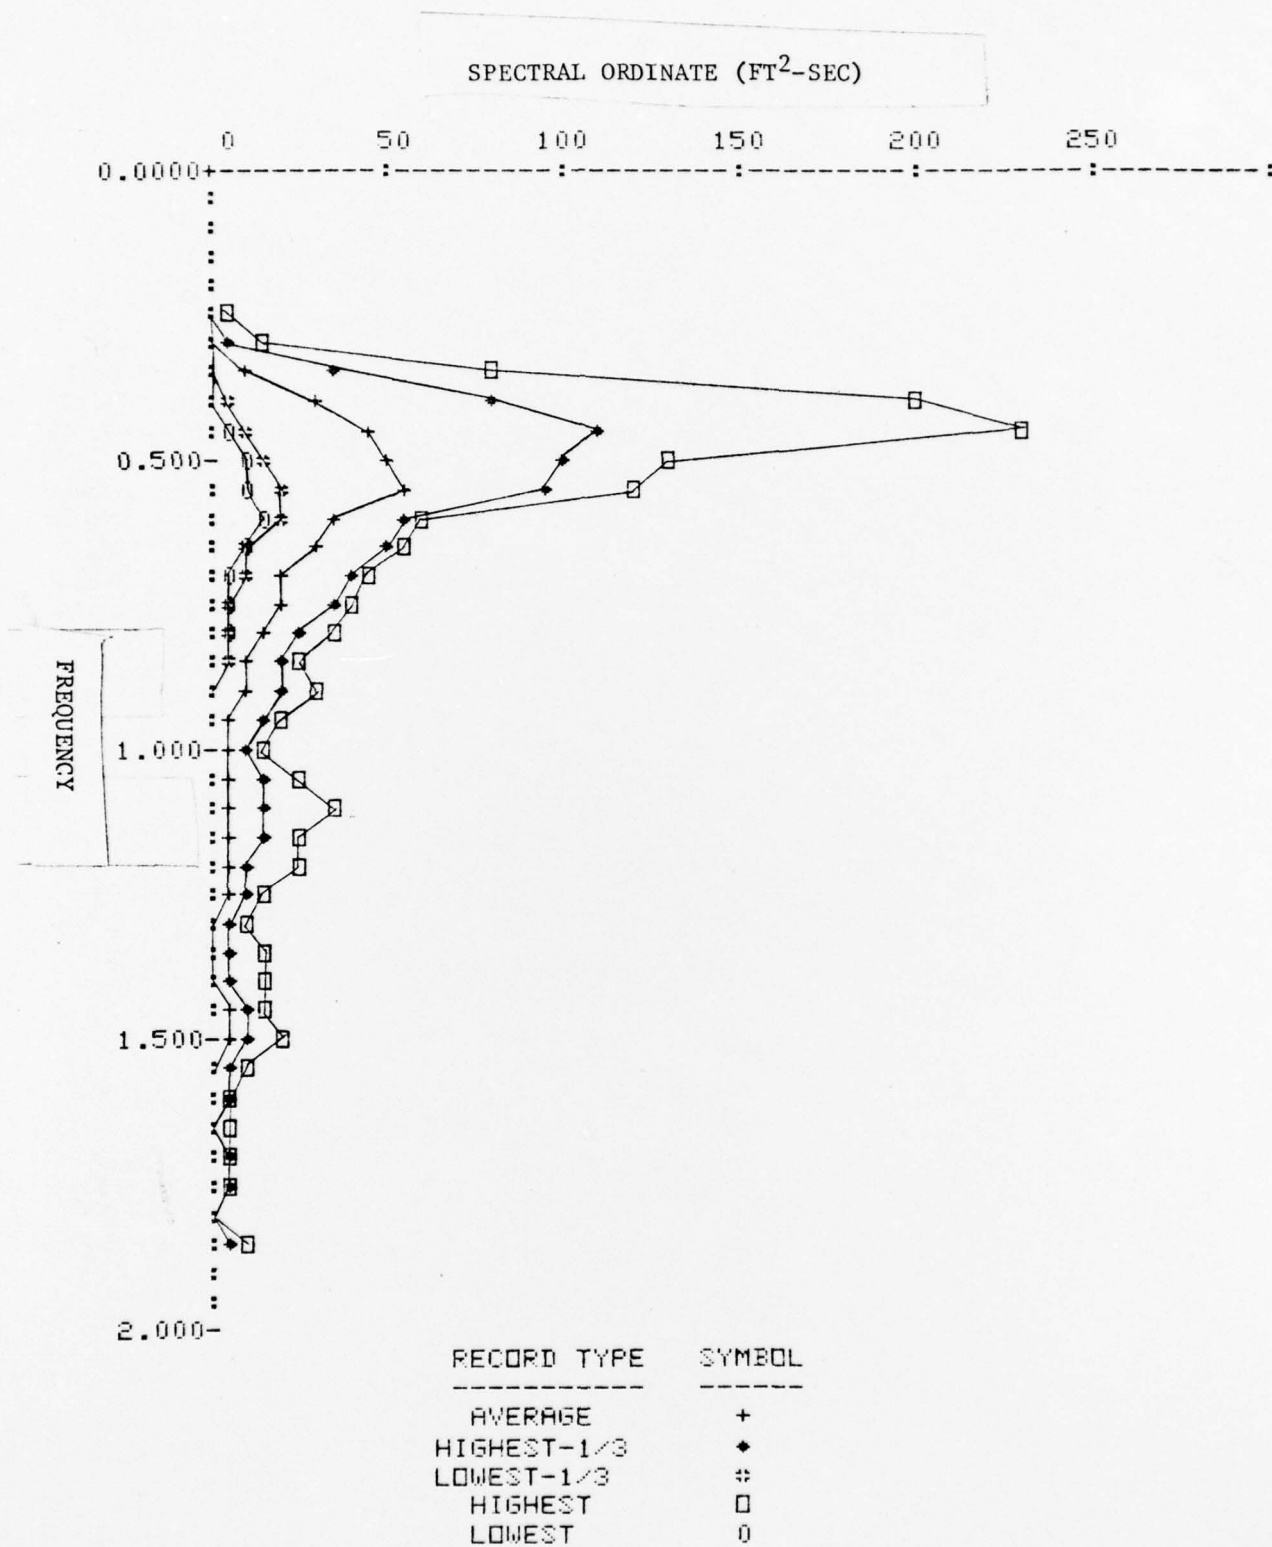 SPECTRAL ORDINATE (FT²-SEC)
0 50 100 150 200 250
0.0000
0.500
FREQUENCY
1.000
1.500
2.000
RECORD TYPE SYMBOL
AVERAGE +
HIGHEST-1/3 ◆
LOWEST-1/3 ⌗
HIGHEST □
LOWEST 0